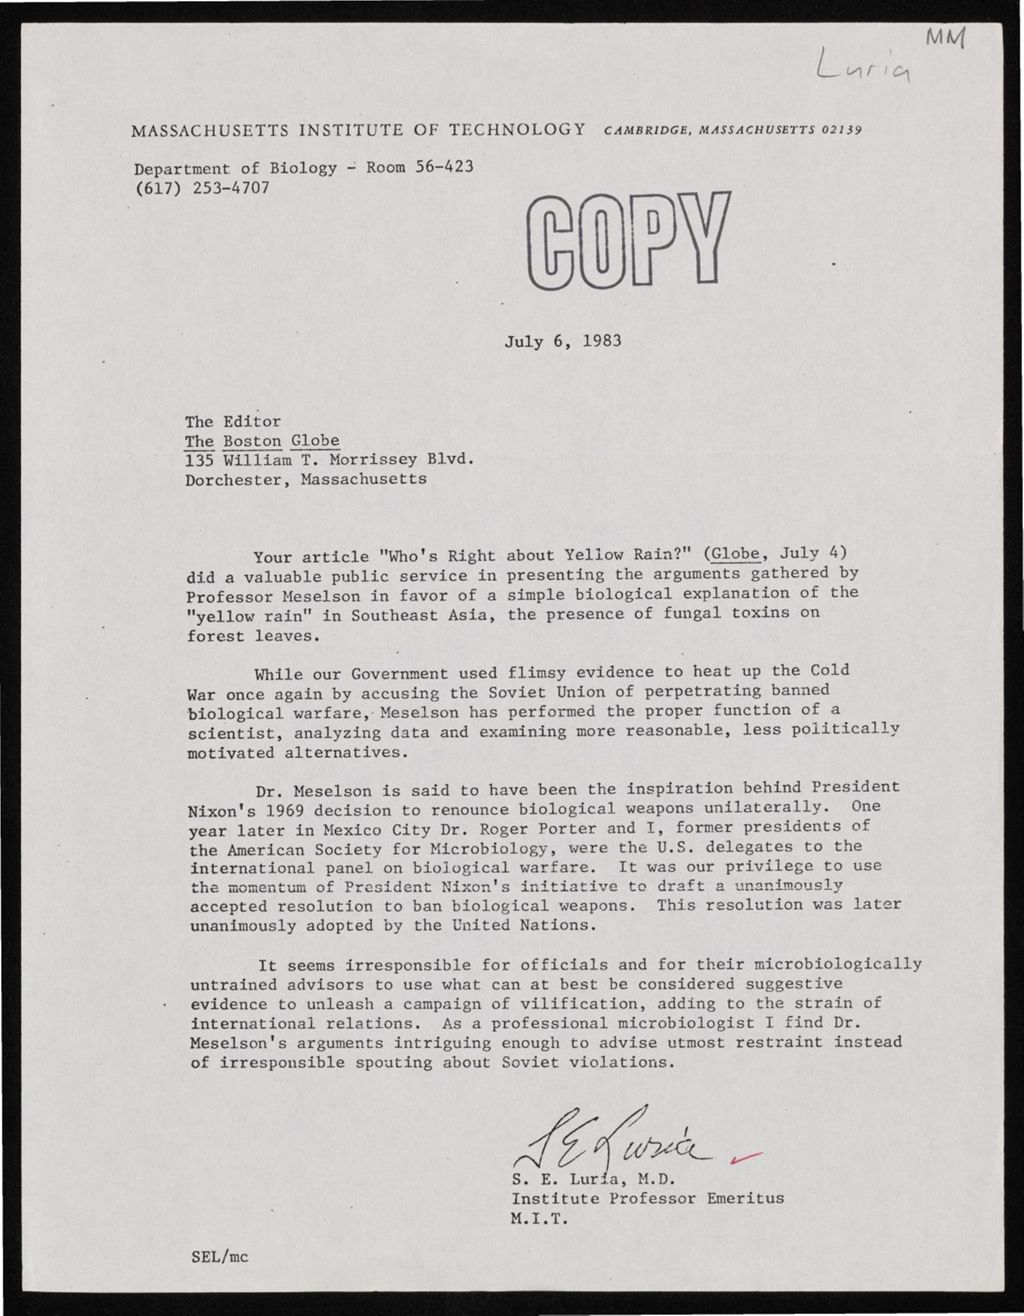 MM
Luria
MASSACHUSETTS INSTITUTE OF TECHNOLOGY CAMBRIDGE, MASSACHUSETTS 02139
Department of Biology - Room 56-423
(617) 253-4707
COPY
July 6, 1983
The Editor
The Boston Globe
135 William T. Morrissey Blvd.
Dorchester, Massachusetts
Your article "Who's Right about Yellow Rain?" (Globe, July 4)
did a valuable public service in presenting the arguments gathered by
Professor Meselson in favor of a simple biological explanation of the
"yellow rain" in Southeast Asia, the presence of fungal toxins on
forest leaves.
While our Government used flimsy evidence to heat up the Cold
War once again by accusing the Soviet Union of perpetrating banned
biological warfare, Meselson has performed the proper function of a
scientist, analyzing data and examining more reasonable, less politically
motivated alternatives.
Dr. Meselson is said to have been the inspiration behind President
Nixon's 1969 decision to renounce biological weapons unilaterally. One
year later in Mexico City Dr. Roger Porter and I, former presidents of
the American Society for Microbiology, were the U.S. delegates to the
international panel on biological warfare. It was our privilege to use
the momentum of President Nixon's initiative to draft a unanimously
accepted resolution to ban biological weapons. This resolution was later
unanimously adopted by the United Nations.
It seems irresponsible for officials and for their microbiologically
untrained advisors to use what can at best be considered suggestive
evidence to unleash a campaign of vilification, adding to the strain of
international relations. As a professional microbiologist I find Dr.
Meselson's arguments intriguing enough to advise utmost restraint instead
of irresponsible spouting about Soviet violations.
S E Luria
S. E. Luria, M.D.
Institute Professor Emeritus
M.I.T.
SEL/mc